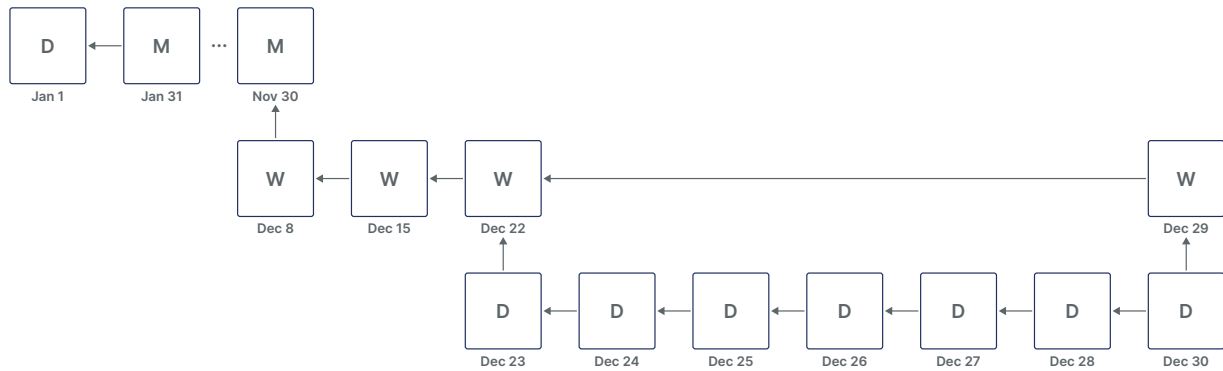 D M ... M
Jan 1 Jan 31 Nov 30
W W W W
Dec 8 Dec 15 Dec 22 Dec 29
D D D D D D D
Dec 23 Dec 24 Dec 25 Dec 26 Dec 27 Dec 28 Dec 30